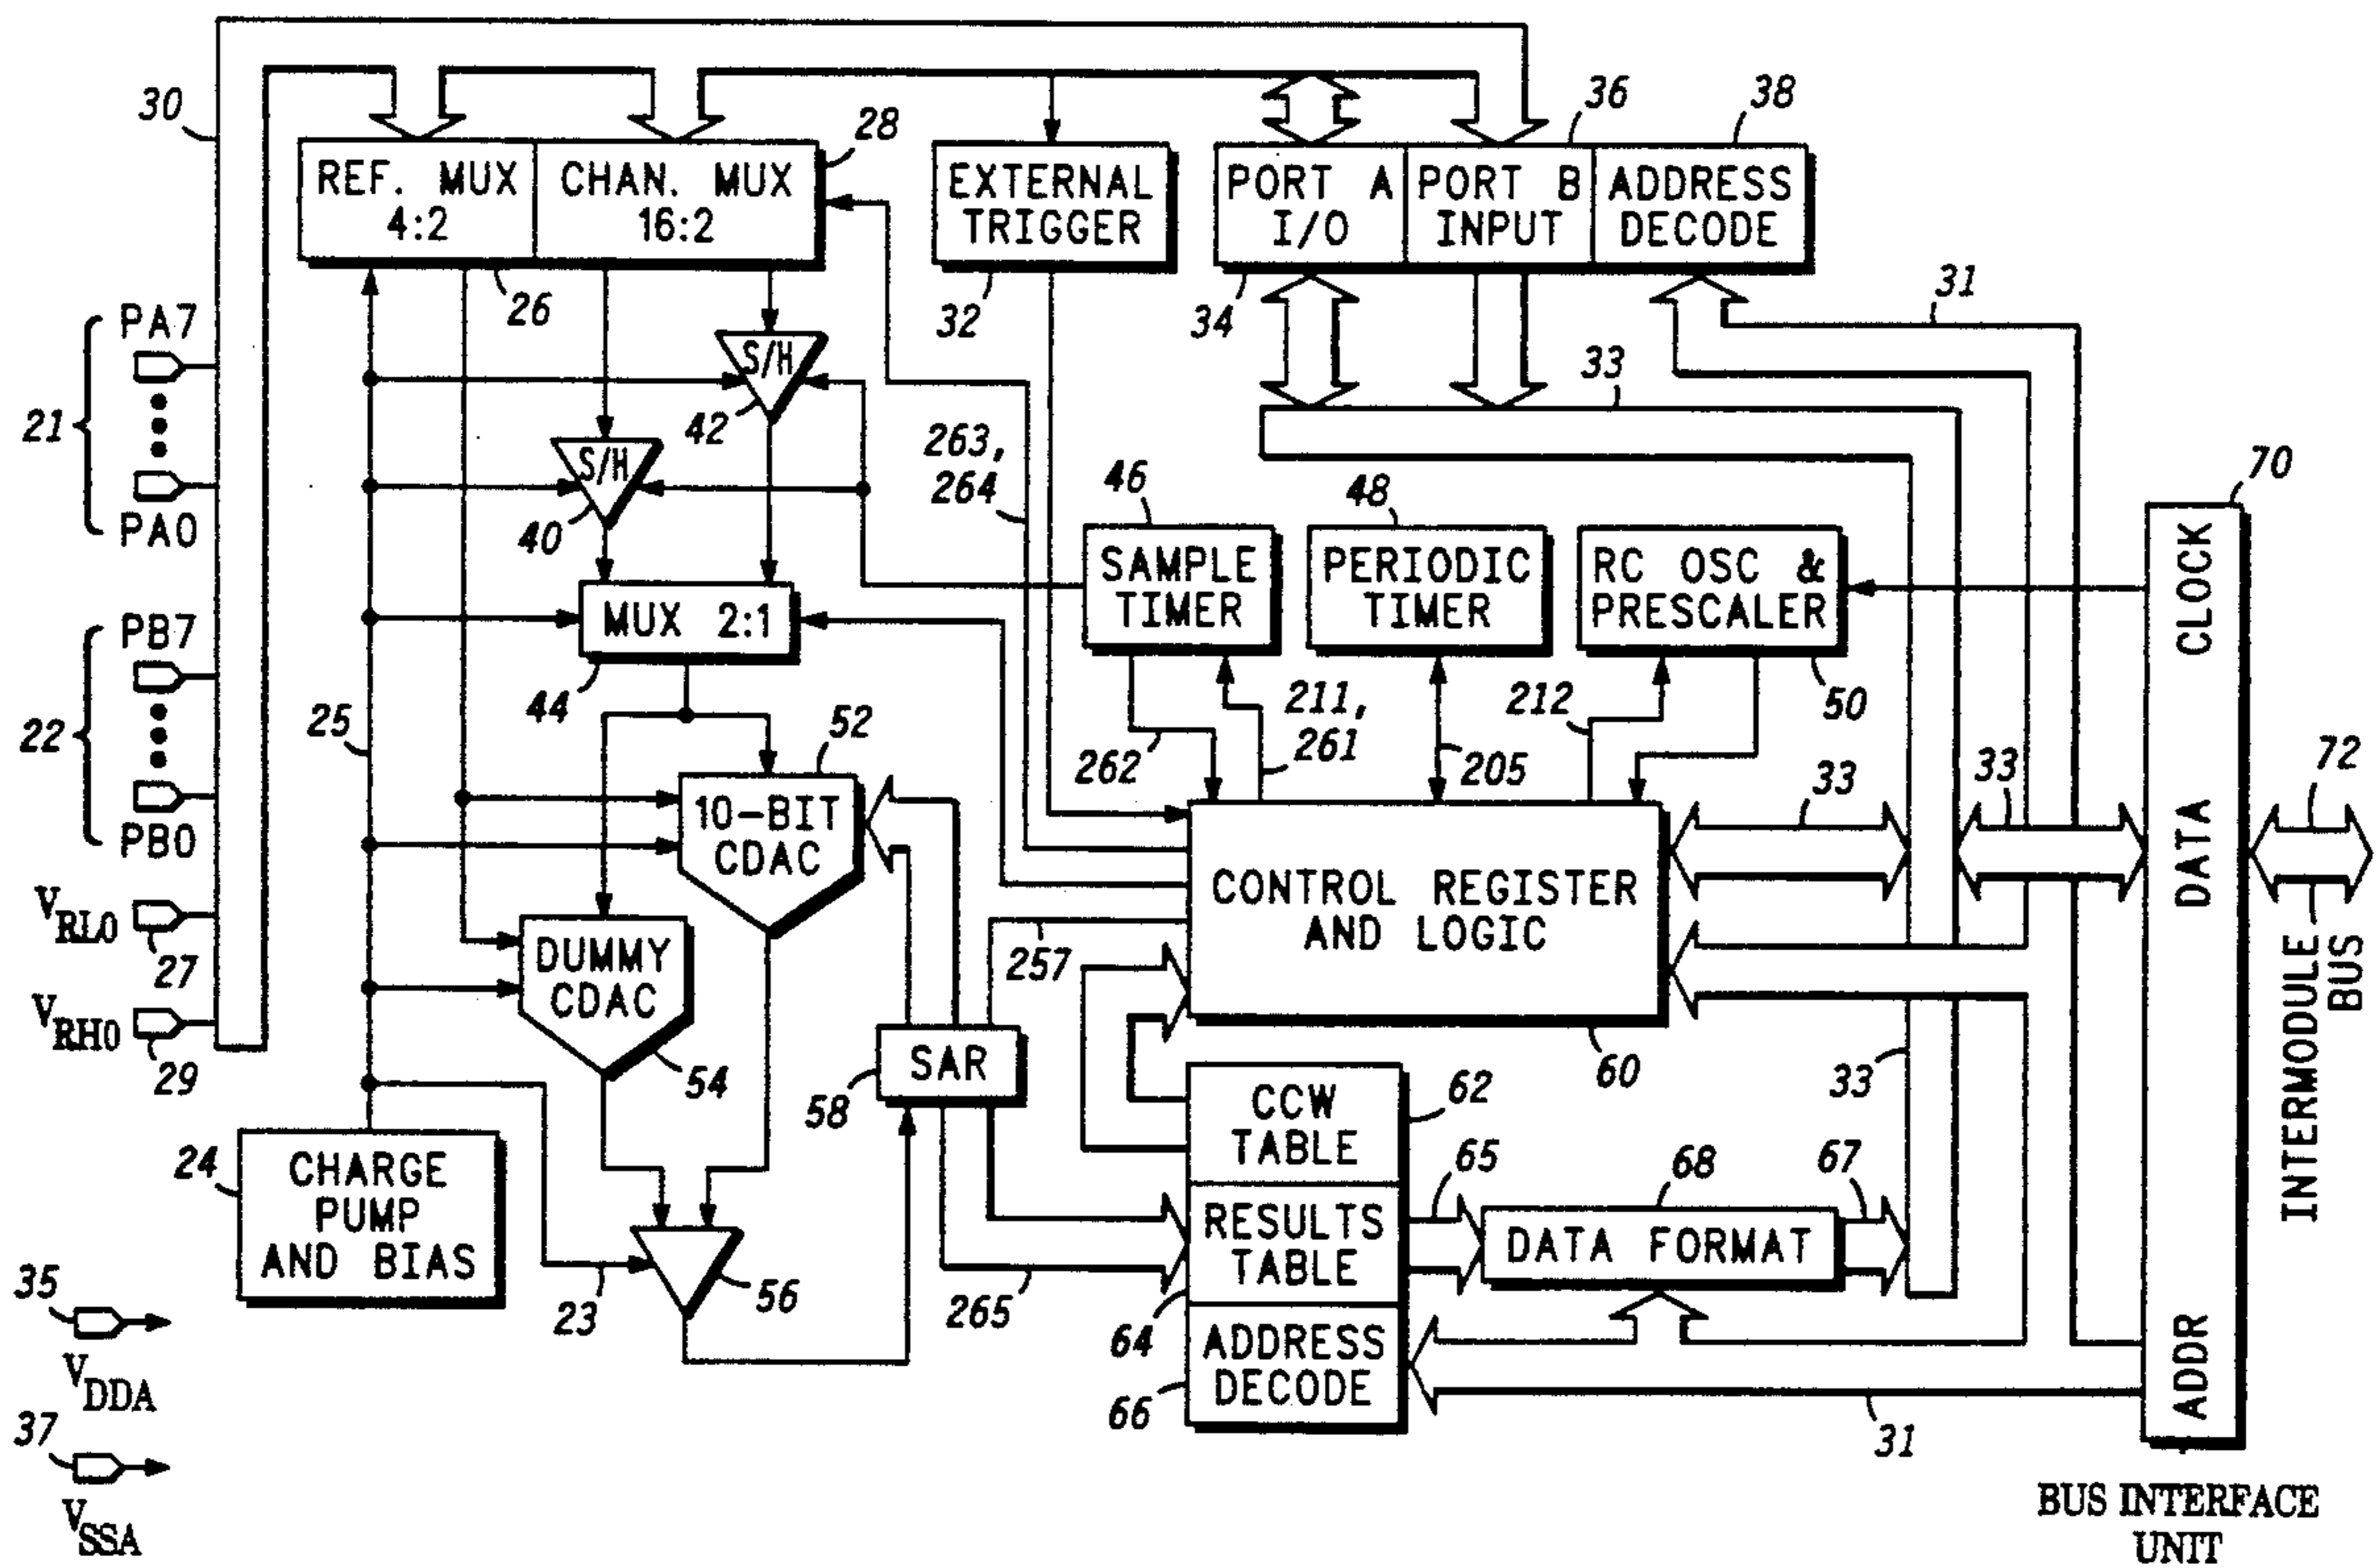 30
28
36
38
REF. MUX
4:2
CHAN. MUX
16:2
EXTERNAL
TRIGGER
PORT A
I/O
PORT B
INPUT
ADDRESS
DECODE
26
32
34
31
PA7
21
PA0
S/H
42
S/H
40
33
263,
264
46
48
70
SAMPLE
TIMER
PERIODIC
TIMER
RC OSC &
PRESCALER
CLOCK
MUX 2:1
44
PB7
22
PB0
25
52
262
211,
261
205
212
50
33
33
72
10-BIT
CDAC
CONTROL REGISTER
AND LOGIC
DATA
INTERMODULE
BUS
VRL0
27
VRH0
29
DUMMY
CDAC
54
257
SAR
58
60
33
CCW
TABLE
62
24
CHARGE
PUMP
AND BIAS
RESULTS
TABLE
65
68
67
DATA FORMAT
23
56
265
64
ADDRESS
DECODE
66
31
ADDR
35
VDDA
37
VSSA
BUS INTERFACE
UNIT